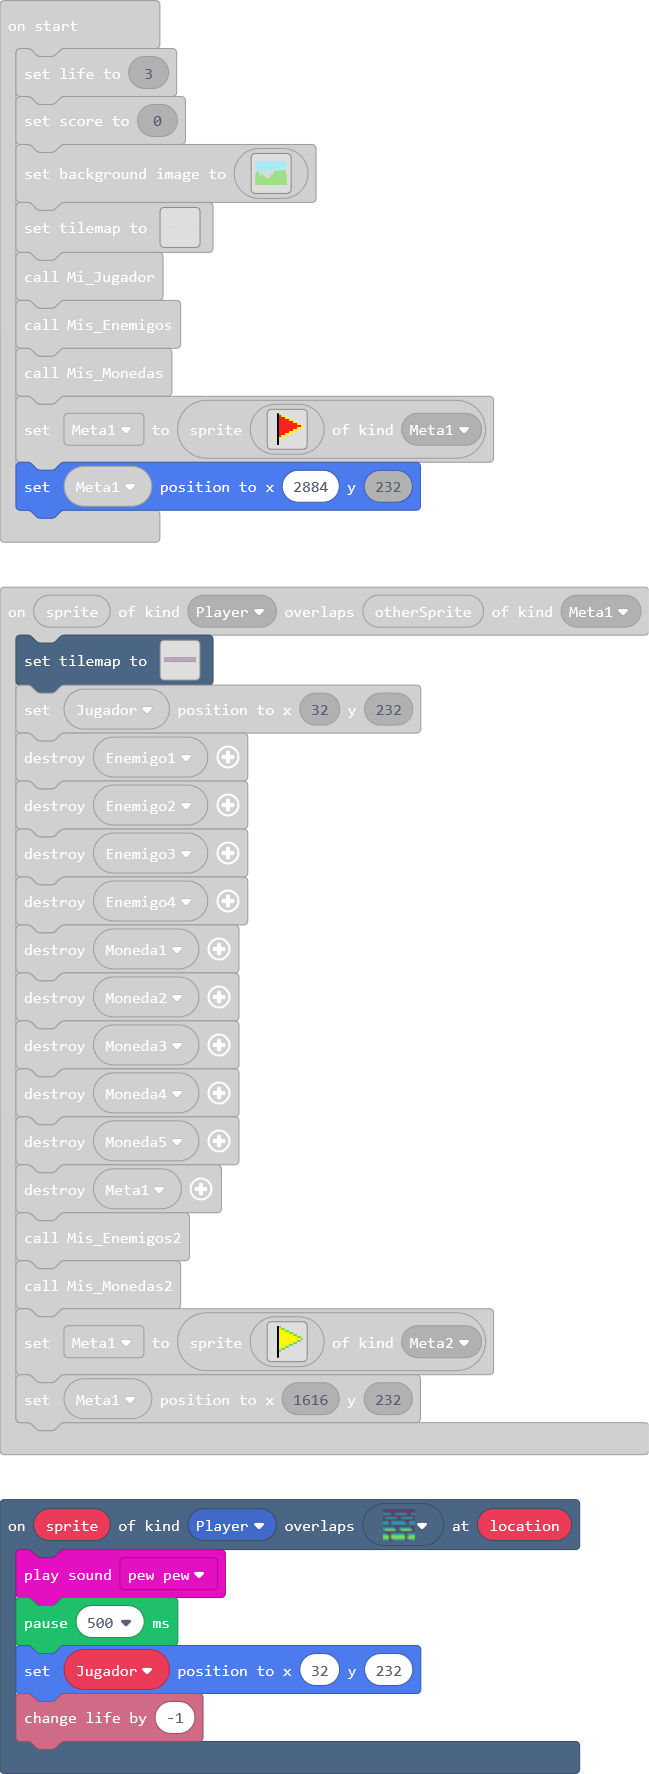 on start
set life to 3
set score to 0
set background image to
set tilemap to
call Mi_Jugador
call Mis_Enemigos
call Mis_Monedas
set Meta1 to sprite of kind Meta1
set Meta1 position to x 2884 y 232
on sprite of kind Player overlaps otherSprite of kind Meta1
set tilemap to
set Jugador position to x 32 y 232
destroy Enemigo1
destroy Enemigo2
destroy Enemigo3
destroy Enemigo4
destroy Moneda1
destroy Moneda2
destroy Moneda3
destroy Moneda4
destroy Moneda5
destroy Meta1
call Mis_Enemigos2
call Mis_Monedas2
set Meta1 to sprite of kind Meta2
set Meta1 position to x 1616 y 232
on sprite of kind Player overlaps at location
play sound pew pew
pause 500 ms
set Jugador position to x 32 y 232
change life by -1